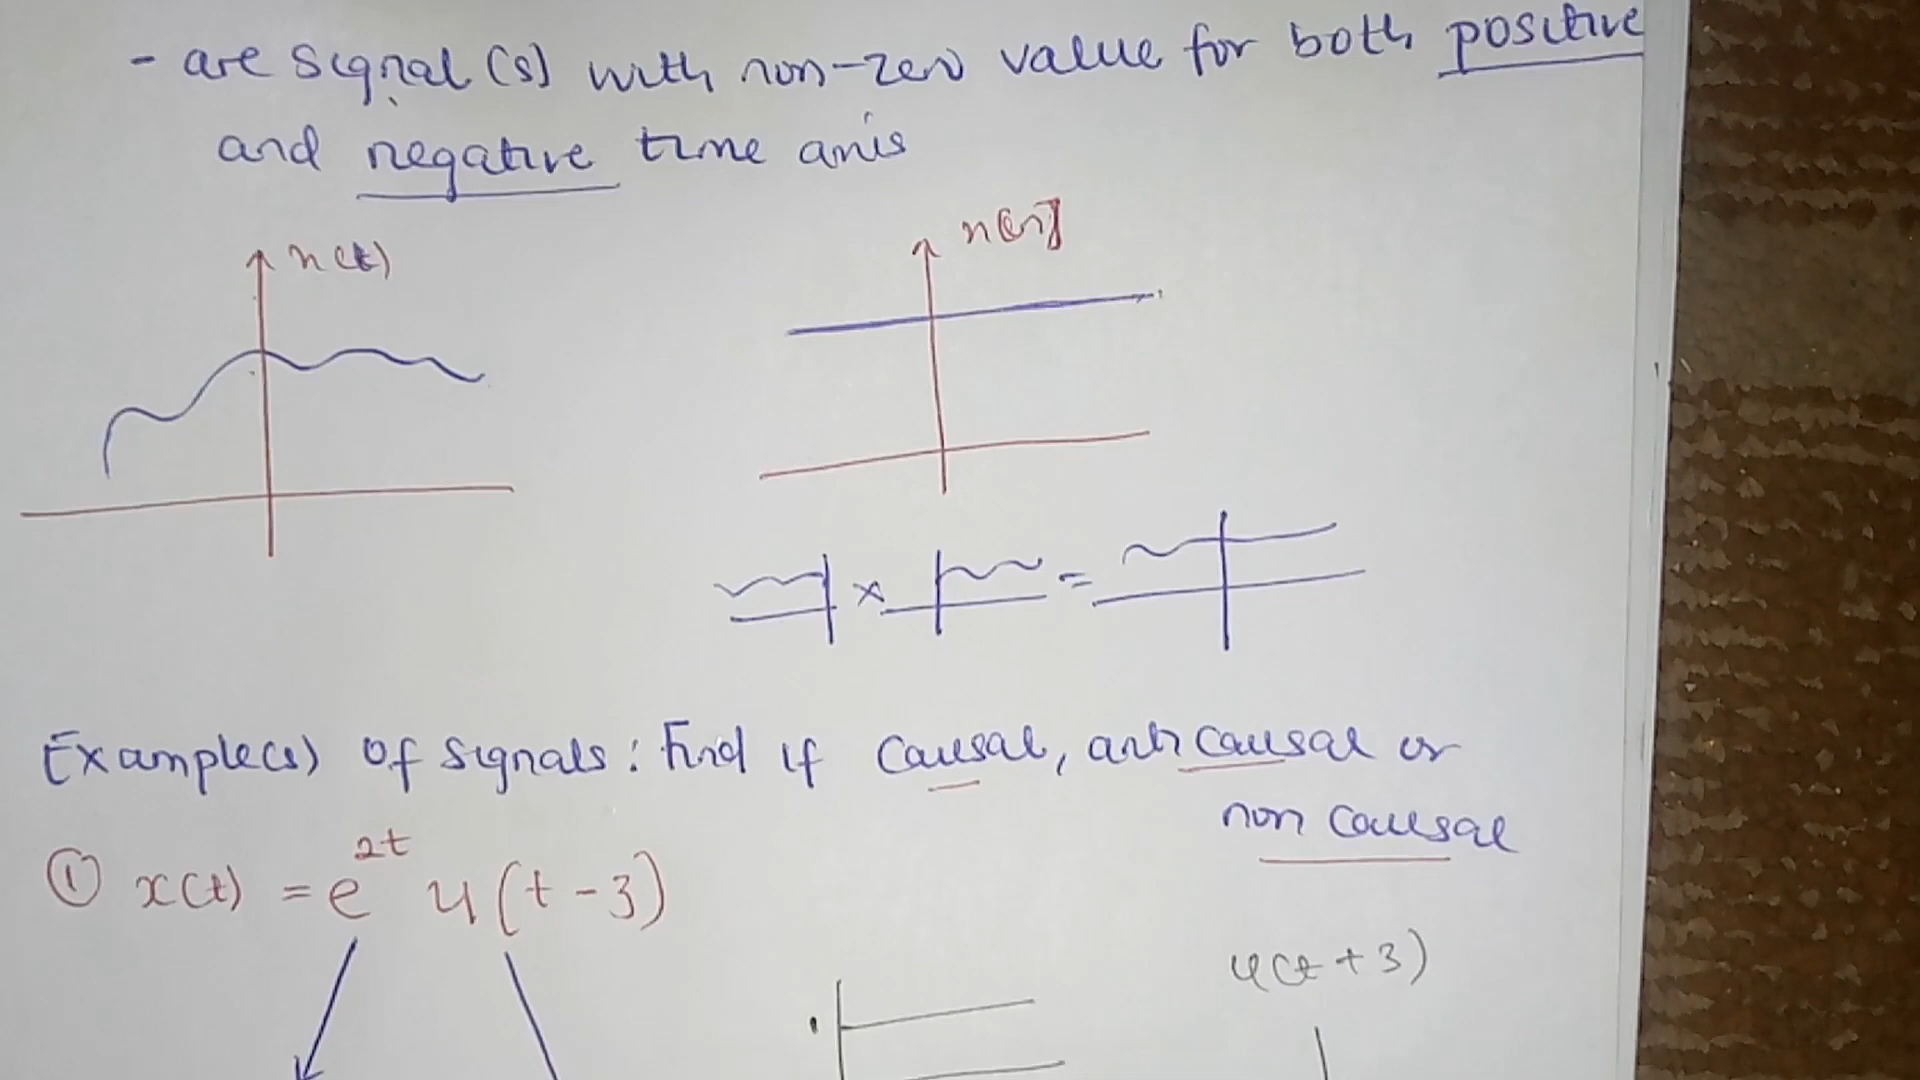 - are signal(s) with non-zero value for both positive
and negative time axis
x(t)
x[n]
x =
Example(s) of signals: Find if causal, anti causal or
non causal
① x(t) = e^2t u(t-3)
u(t+3)